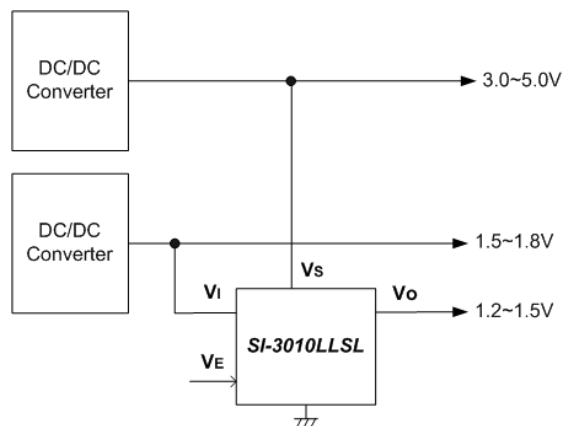 DC/DC
Converter
3.0~5.0V
DC/DC
Converter
1.5~1.8V
VS
VI
VO
1.2~1.5V
SI-3010LLSL
VE